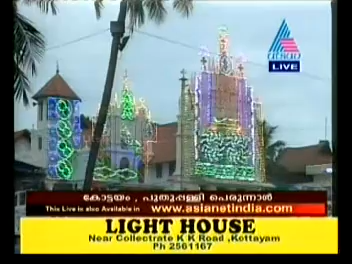 LIVE
കോട്ടയം , പുതുപ്പള്ളി പെരുന്നാൾ
This Live is also Available in www.asianetindia.com
LIGHT HOUSE
Near Collectrate K K Road ,Kottayam
Ph 2561167